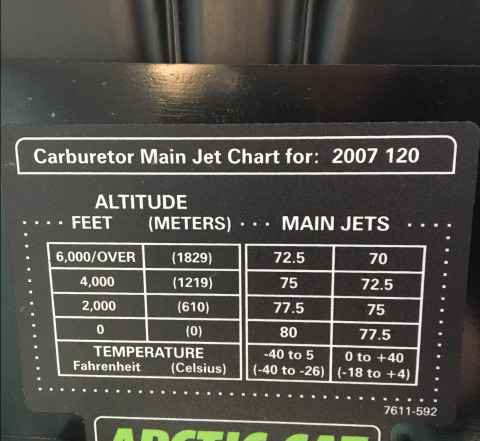 Carburetor Main Jet Chart for: 2007 120
ALTITUDE
FEET (METERS) MAIN JETS
6,000/OVER (1829) 72.5 70
4,000 (1219) 75 72.5
2,000 (610) 77.5 75
0 (0) 80 77.5
TEMPERATURE -40 to 5 0 to +40
Fahrenheit (Celsius) (-40 to -26) (-18 to +4)
7611-592
ARCTIC CAT